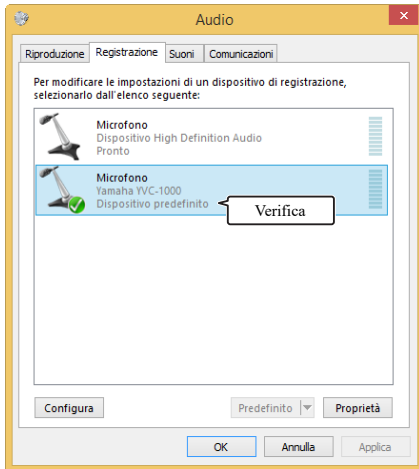 Audio
Riproduzione Registrazione Suoni Comunicazioni
Per modificare le impostazioni di un dispositivo di registrazione,
selezionarlo dall'elenco seguente:
Microfono
Dispositivo High Definition Audio
Pronto
Microfono
Yamaha YVC-1000
Dispositivo predefinito
Verifica
Configura Predefinito Proprietà
OK Annulla Applica